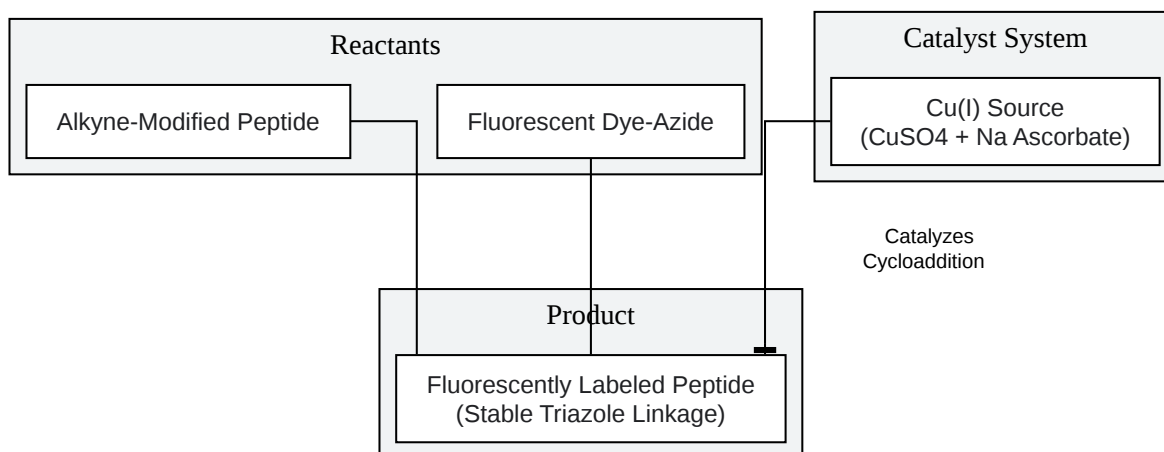 Reactants
Alkyne-Modified Peptide
Fluorescent Dye-Azide
Catalyst System
Cu(I) Source
(CuSO4 + Na Ascorbate)
Catalyzes
Cycloaddition
Product
Fluorescently Labeled Peptide
(Stable Triazole Linkage)